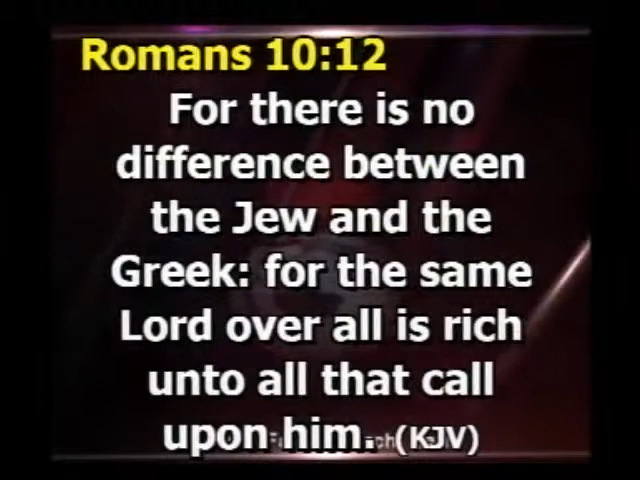 Romans 10:12
For there is no
difference between
the Jew and the
Greek: for the same
Lord over all is rich
unto all that call
upon him. (KJV)